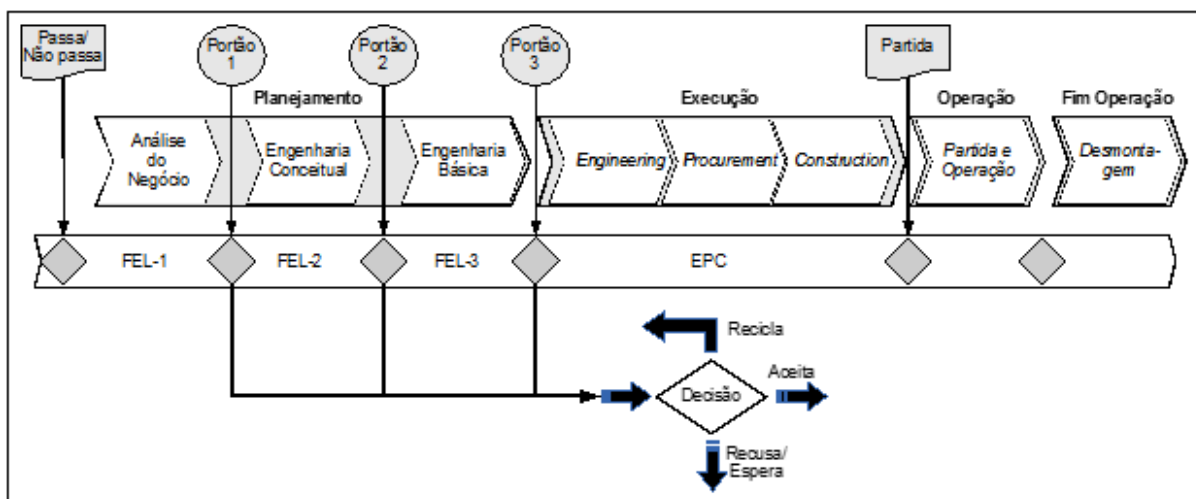 Passa/
Não passa
Portão
1
Portão
2
Portão
3
Partida
Planejamento
Execução
Operação
Fim Operação
Análise
do
Negócio
Engenharia
Conceitual
Engenharia
Básica
Engineering
Procurement
Construction
Partida e
Operação
Desmonta-
gem
FEL-1
FEL-2
FEL-3
EPC
Recicla
Decisão
Aceita
Recusa/
Espera